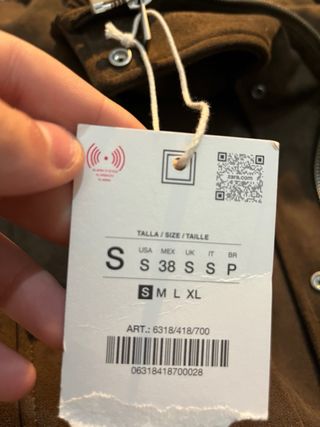 zara.com
TALLA / SIZE / TAILLE
S
USA MEX UK IT BR
S 38 S S P
S M L XL
ART.: 6318/418/700
06318418700028